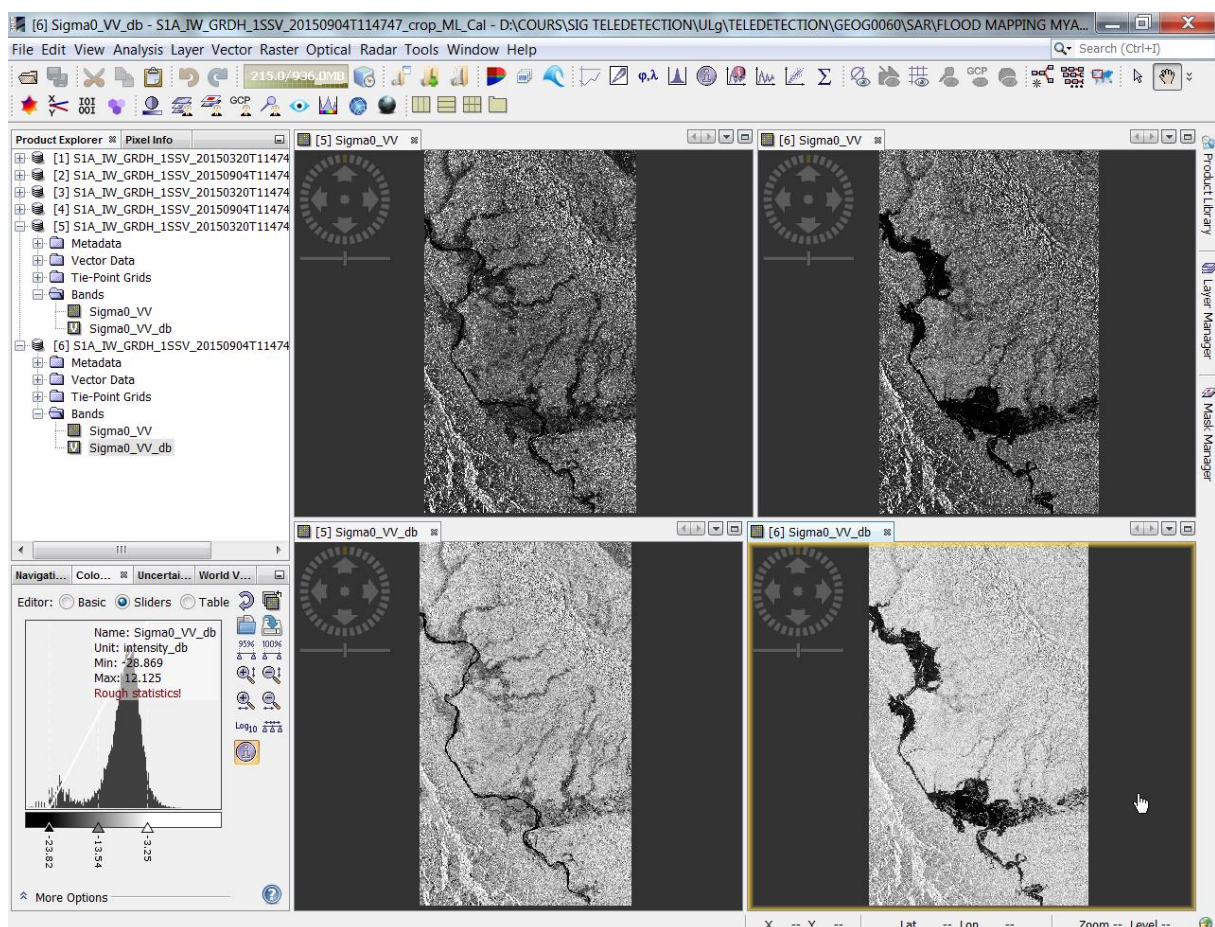 [6] Sigma0_VV_db - S1A_IW_GRDH_1SSV_20150904T114747_crop_ML_Cal - D:\COURS\SIG TELEDETECTION\ULg\TELEDETECTION\GEOG0060\SAR\FLOOD MAPPING MYA...
File Edit View Analysis Layer Vector Raster Optical Radar Tools Window Help
Search (Ctrl+I)
215.0/936.0MB
φ,λ
Σ
GCP
GCP
Product Explorer
Pixel Info
[1] S1A_IW_GRDH_1SSV_20150320T11474
[2] S1A_IW_GRDH_1SSV_20150904T11474
[3] S1A_IW_GRDH_1SSV_20150320T11474
[4] S1A_IW_GRDH_1SSV_20150904T11474
[5] S1A_IW_GRDH_1SSV_20150320T11474
Metadata
Vector Data
Tie-Point Grids
Bands
Sigma0_VV
Sigma0_VV_db
[6] S1A_IW_GRDH_1SSV_20150904T11474
Metadata
Vector Data
Tie-Point Grids
Bands
Sigma0_VV
Sigma0_VV_db
[5] Sigma0_VV
[6] Sigma0_VV
[5] Sigma0_VV_db
[6] Sigma0_VV_db
Product Library
Layer Manager
Mask Manager
Navigati...
Colo...
Uncertai...
World V...
Editor: Basic Sliders Table
Name: Sigma0_VV_db
Unit: intensity_db
Min: -28.869
Max: 12.125
Rough statistics!
95%
100%
Log10
-23.82
-13.54
-3.25
More Options
X -- Y -- Lat -- Lon -- Zoom -- Level --